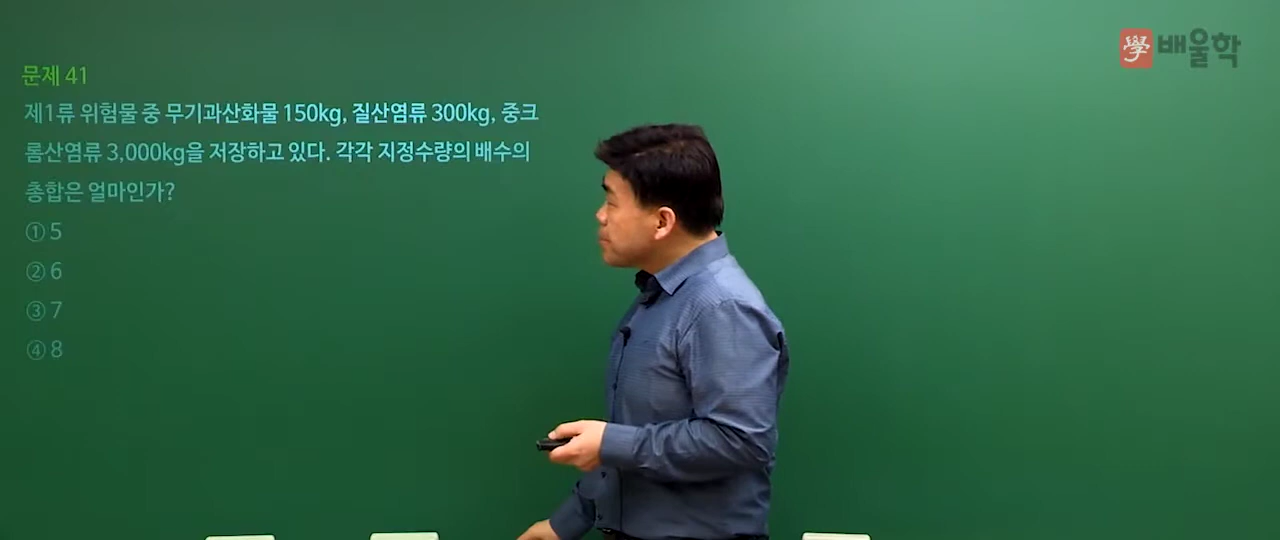 學 배울학
문제 41
제1류 위험물 중 무기과산화물 150kg, 질산염류 300kg, 중크
롬산염류 3,000kg을 저장하고 있다. 각각 지정수량의 배수의
총합은 얼마인가?
① 5
② 6
③ 7
④ 8